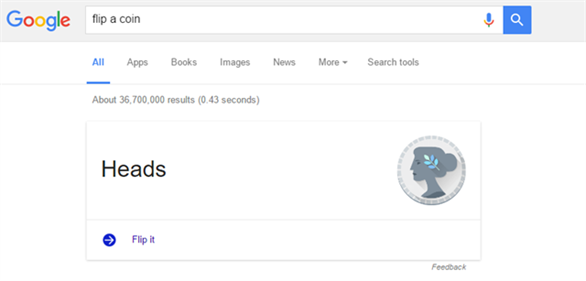 Google flip a coin
All Apps Books Images News More Search tools
About 36,700,000 results (0.43 seconds)
Heads
Flip it
Feedback